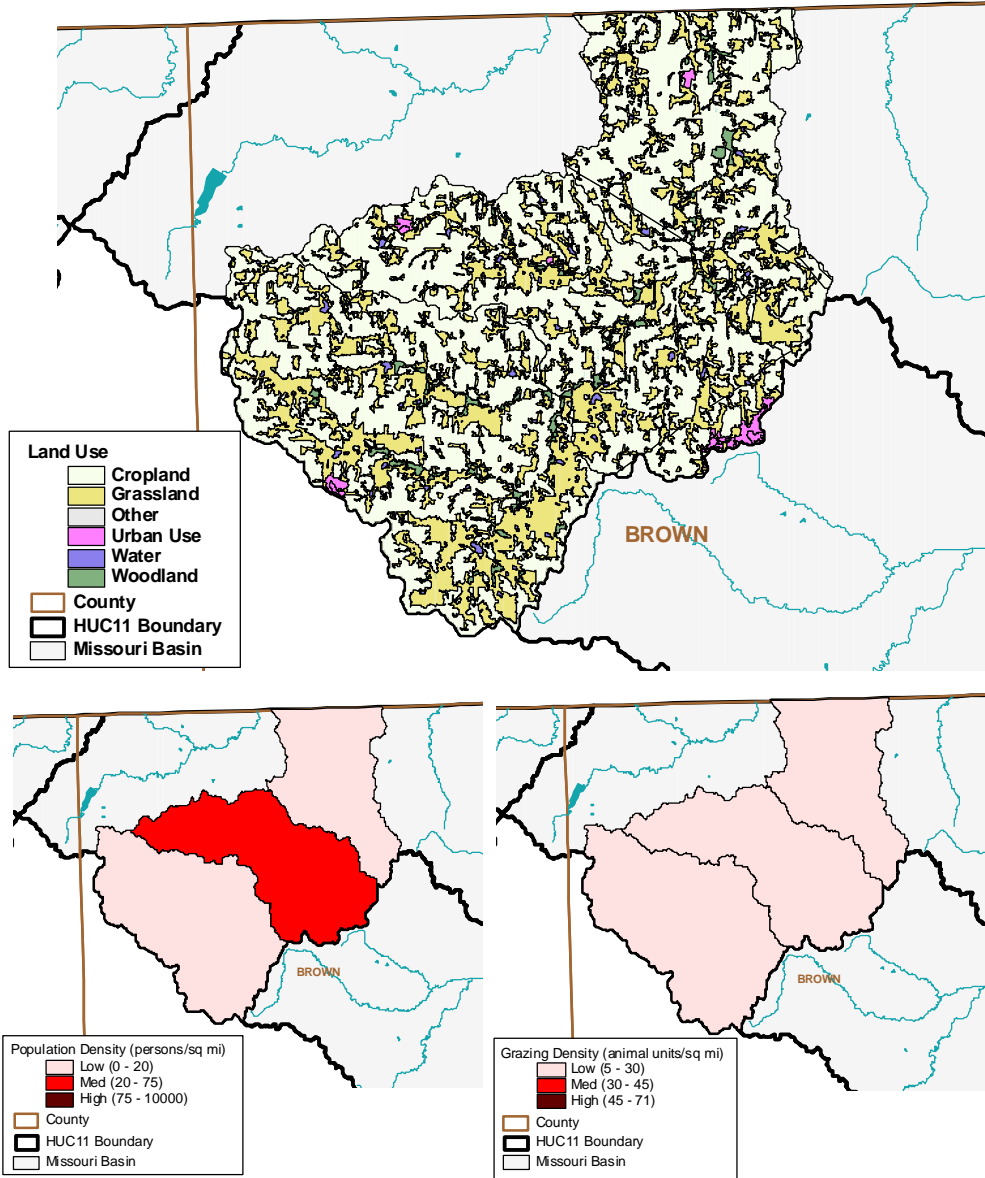 Land Use
Cropland
Grassland
Other
Urban Use
Water
Woodland
County
HUC11 Boundary
Missouri Basin
BROWN
BROWN
Population Density (persons/sq mi)
Low (0 - 20)
Med (20 - 75)
High (75 - 10000)
County
HUC11 Boundary
Missouri Basin
BROWN
Grazing Density (animal units/sq mi)
Low (5 - 30)
Med (30 - 45)
High (45 - 71)
County
HUC11 Boundary
Missouri Basin